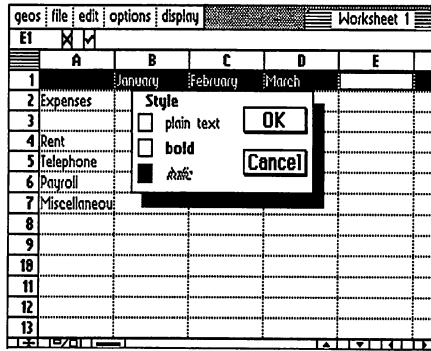 geos file edit options display Worksheet 1
E1
A B C D E
1 January February March
2 Expenses Style
3 plain text OK
4 Rent bold
5 Telephone italic Cancel
6 Payroll
7 Miscellaneou
8
9
10
11
12
13